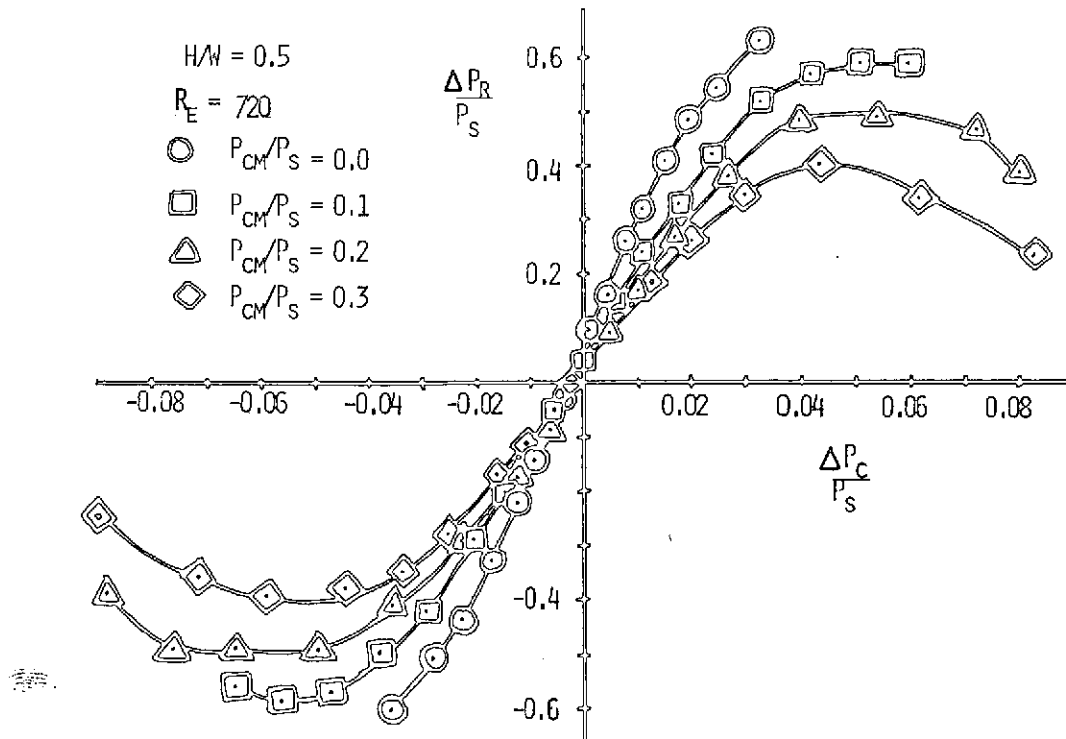 H/W = 0.5
R_E = 720
P_CM/P_S = 0.0
P_CM/P_S = 0.1
P_CM/P_S = 0.2
P_CM/P_S = 0.3
ΔP_R
P_S
0.6
0.4
0.2
-0.08
-0.06
-0.04
-0.02
0.02
0.04
0.06
0.08
ΔP_C
P_S
-0.4
-0.6